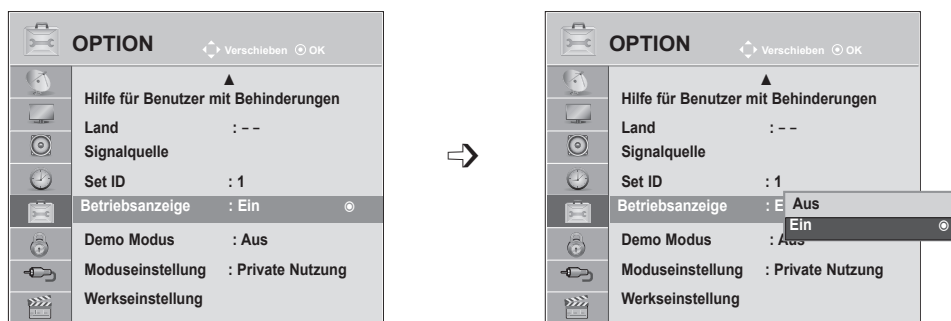 OPTION
Verschieben OK
Hilfe für Benutzer mit Behinderungen
Land : – –
Signalquelle
Set ID : 1
Betriebsanzeige : Ein
Demo Modus : Aus
Moduseinstellung : Private Nutzung
Werkseinstellung
OPTION
Verschieben OK
Hilfe für Benutzer mit Behinderungen
Land : – –
Signalquelle
Set ID : 1
Betriebsanzeige : E
Aus
Ein
Demo Modus : Aus
Moduseinstellung : Private Nutzung
Werkseinstellung